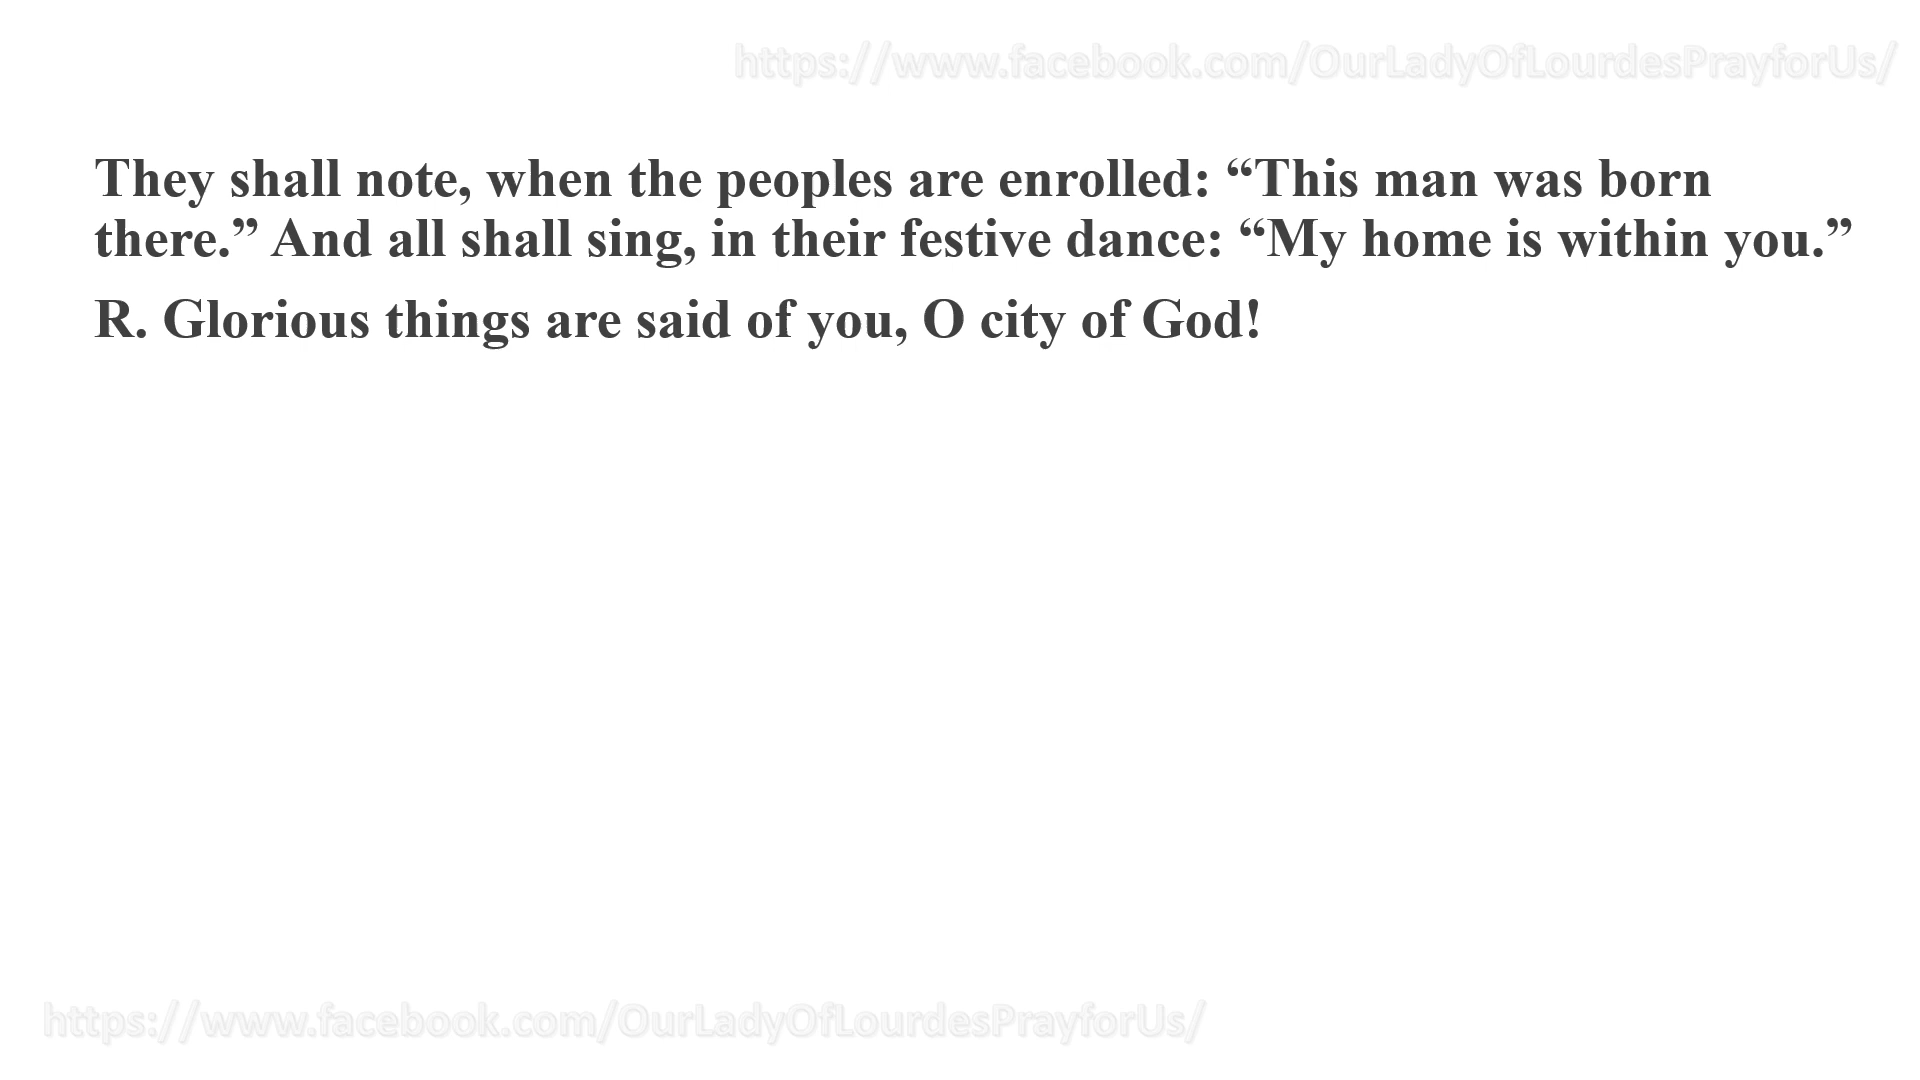 https://www.facebook.com/OurLadyOfLourdesPrayforUs/
They shall note, when the peoples are enrolled: “This man was born
there.” And all shall sing, in their festive dance: “My home is within you.”
R. Glorious things are said of you, O city of God!
https://www.facebook.com/OurLadyOfLourdesPrayforUs/